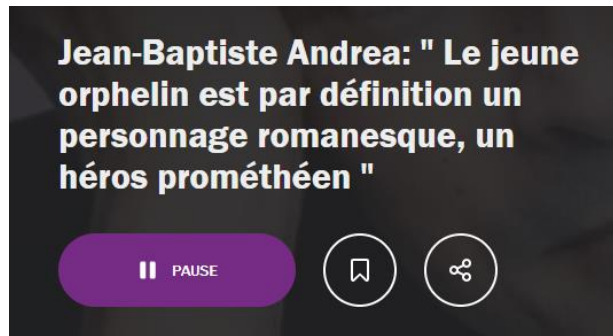 Jean-Baptiste Andrea: " Le jeune
orphelin est par définition un
personnage romanesque, un
héros prométhéen "
PAUSE